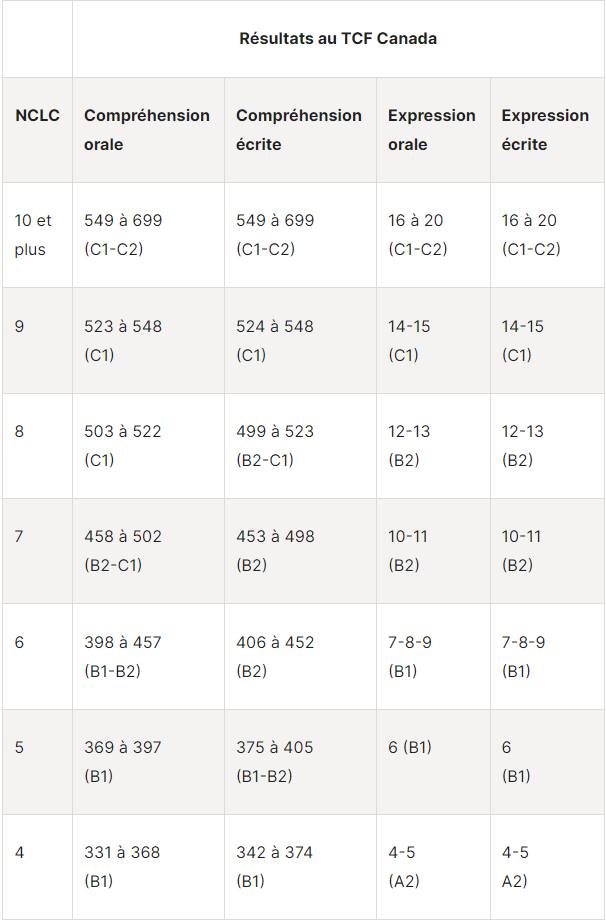 Résultats au TCF Canada
NCLC Compréhension orale Compréhension écrite Expression orale Expression écrite
10 et plus 549 à 699 (C1-C2) 549 à 699 (C1-C2) 16 à 20 (C1-C2) 16 à 20 (C1-C2)
9 523 à 548 (C1) 524 à 548 (C1) 14-15 (C1) 14-15 (C1)
8 503 à 522 (C1) 499 à 523 (B2-C1) 12-13 (B2) 12-13 (B2)
7 458 à 502 (B2-C1) 453 à 498 (B2) 10-11 (B2) 10-11 (B2)
6 398 à 457 (B1-B2) 406 à 452 (B2) 7-8-9 (B1) 7-8-9 (B1)
5 369 à 397 (B1) 375 à 405 (B1-B2) 6 (B1) 6 (B1)
4 331 à 368 (B1) 342 à 374 (B1) 4-5 (A2) 4-5 A2)